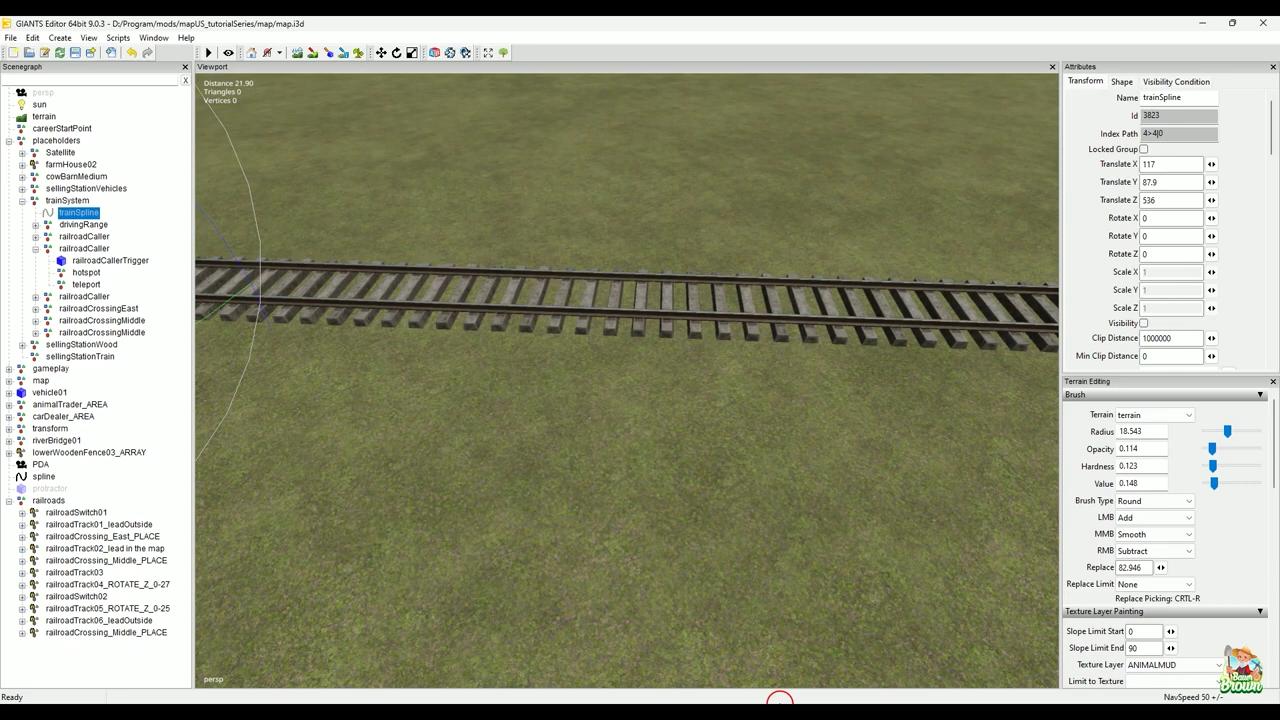 GIANTS Editor 64bit 9.0.3 - D:/Program/mods/mapUS_tutorialSeries/map/map.i3d
File Edit Create View Scripts Window Help
Scenegraph
X
persp
sun
terrain
careerStartPoint
placeholders
Satellite
farmHouse02
cowBarnMedium
sellingStationVehicles
trainSystem
trainSpline
drivingRange
railroadCaller
railroadCaller
railroadCallerTrigger
hotspot
teleport
railroadCaller
railroadCrossingEast
railroadCrossingMiddle
railroadCrossingMiddle
sellingStationWood
sellingStationTrain
gameplay
map
vehicle01
animalTrader_AREA
carDealer_AREA
transform
riverBridge01
lowerWoodenFence03_ARRAY
PDA
spline
protractor
railroads
railroadSwitch01
railroadTrack01_leadOutside
railroadCrossing_East_PLACE
railroadTrack02_lead in the map
railroadCrossing_Middle_PLACE
railroadTrack03
railroadTrack04_ROTATE_Z_0-27
railroadSwitch02
railroadTrack05_ROTATE_Z_0-25
railroadTrack06_leadOutside
railroadCrossing_Middle_PLACE
Ready
Viewport
Distance 21.90
Triangles 0
Vertices 0
persp
Attributes
Transform Shape Visibility Condition
Name trainSpline
Id 3823
Index Path 4>4|0
Locked Group
Translate X 117
Translate Y 87.9
Translate Z 536
Rotate X 0
Rotate Y 0
Rotate Z 0
Scale X 1
Scale Y 1
Scale Z 1
Visibility
Clip Distance 1000000
Min Clip Distance 0
Terrain Editing
Brush
Terrain terrain
Radius 18.543
Opacity 0.114
Hardness 0.123
Value 0.148
Brush Type Round
LMB Add
MMB Smooth
RMB Subtract
Replace 82.946
Replace Limit None
Replace Picking: CRTL-R
Texture Layer Painting
Slope Limit Start 0
Slope Limit End 90
Texture Layer ANIMALMUD
Limit to Texture
Bauer
Brown
NavSpeed 50 +/-